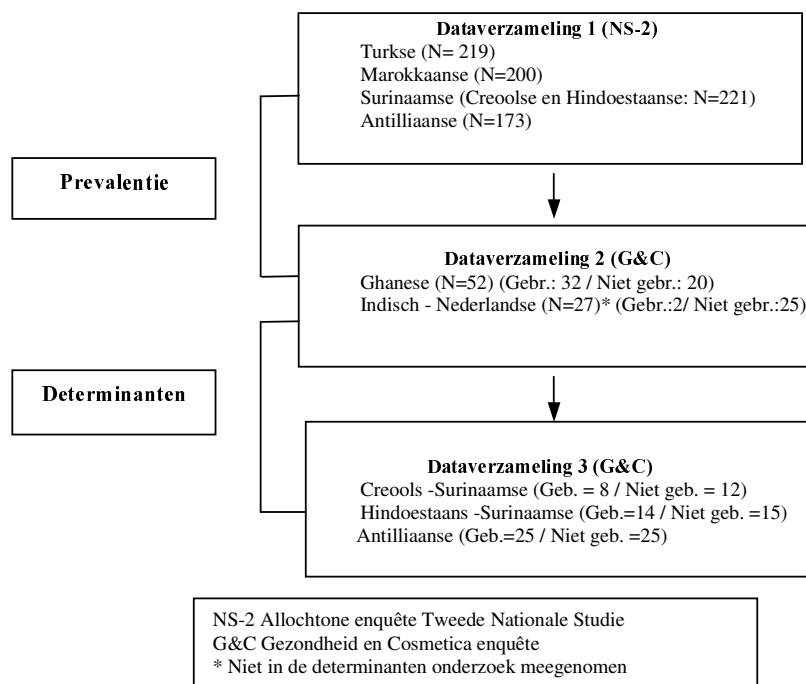 Dataverzameling 1 (NS-2)
Turkse (N= 219)
Marokkaanse (N=200)
Surinaamse (Creoolse en Hindoestaanse: N=221)
Antilliaanse (N=173)
Prevalentie
Dataverzameling 2 (G&C)
Ghanese (N=52) (Gebr.: 32 / Niet gebr.: 20)
Indisch - Nederlandse (N=27)* (Gebr.:2/ Niet gebr.:25)
Determinanten
Dataverzameling 3 (G&C)
Creools -Surinaamse (Geb. = 8 / Niet geb. = 12)
Hindoestaans -Surinaamse (Geb.=14 / Niet geb. =15)
Antilliaanse (Geb.=25 / Niet geb. =25)
NS-2 Allochtone enquête Tweede Nationale Studie
G&C Gezondheid en Cosmetica enquête
* Niet in de determinanten onderzoek meegenomen